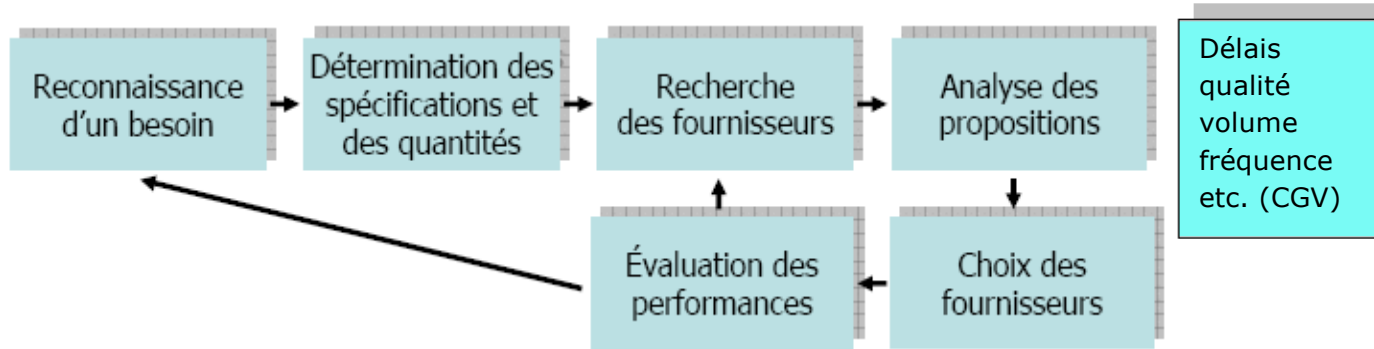 Reconnaissance
d'un besoin
Détermination des
spécifications et
des quantités
Recherche
des fournisseurs
Analyse des
propositions
Délais
qualité
volume
fréquence
etc. (CGV)
Évaluation des
performances
Choix des
fournisseurs